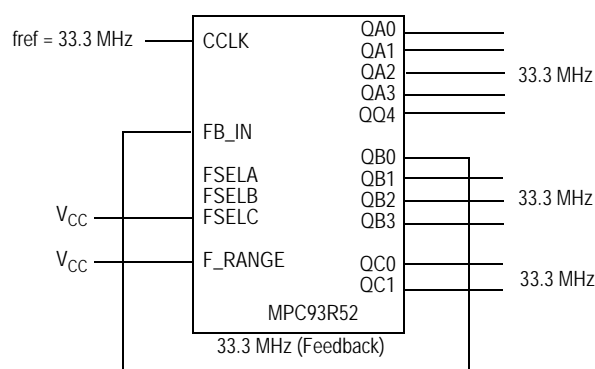 fref = 33.3 MHz
CCLK
FB_IN
FSELA
FSELB
VCC FSELC
VCC F_RANGE
QA0
QA1
QA2
QA3
QQ4
33.3 MHz
QB0
QB1
QB2
QB3
33.3 MHz
QC0
QC1
33.3 MHz
MPC93R52
33.3 MHz (Feedback)